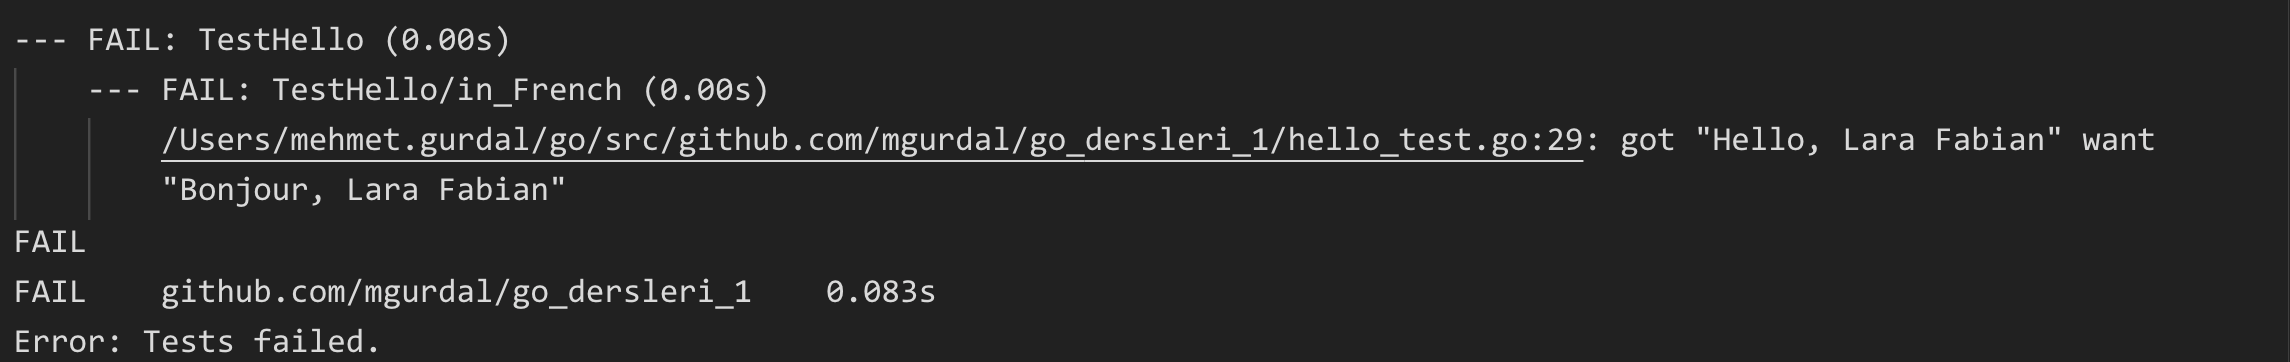 --- FAIL: TestHello (0.00s)
--- FAIL: TestHello/in_French (0.00s)
/Users/mehmet.gurdal/go/src/github.com/mgurdal/go_dersleri_1/hello_test.go:29: got "Hello, Lara Fabian" want
"Bonjour, Lara Fabian"
FAIL
FAIL github.com/mgurdal/go_dersleri_1 0.083s
Error: Tests failed.